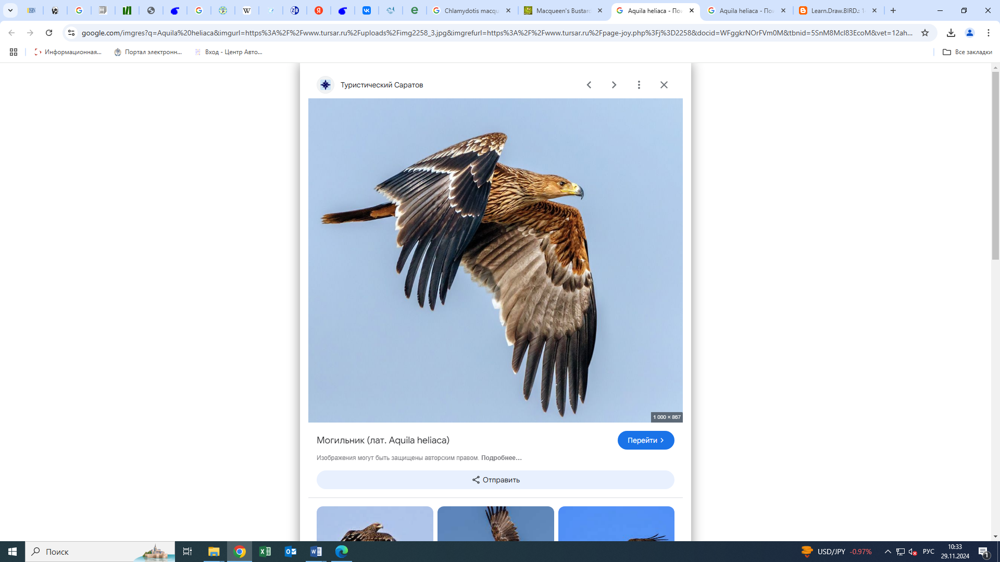 Chlamydotis macqu
Macqueen's Bustard
Aquila heliaca - Пои
Aquila heliaca - Пои
Learn.Draw.BIRD.: 1
google.com/imgres?q=Aquila%20heliaca&imgurl=https%3A%2F%2Fwww.tursar.ru%2Fuploads%2Fimg2258_3.jpg&imgrefurl=https%3A%2F%2Fwww.tursar.ru%2Fpage-joy.php%3Fj%3D2258&docid=WFggkrNOrFVm0M&tbnid=5SnM8McI83EcoM&vet=12ah...
Информационная...
Портал электронн...
Вход - Центр Авто...
Все закладки
Туристический Саратов
1 000 × 867
Могильник (лат. Aquila heliaca)
Перейти
Изображения могут быть защищены авторским правом. Подробнее…
Отправить
Поиск
USD/JPY -0.97%
РУС
10:33
29.11.2024
1